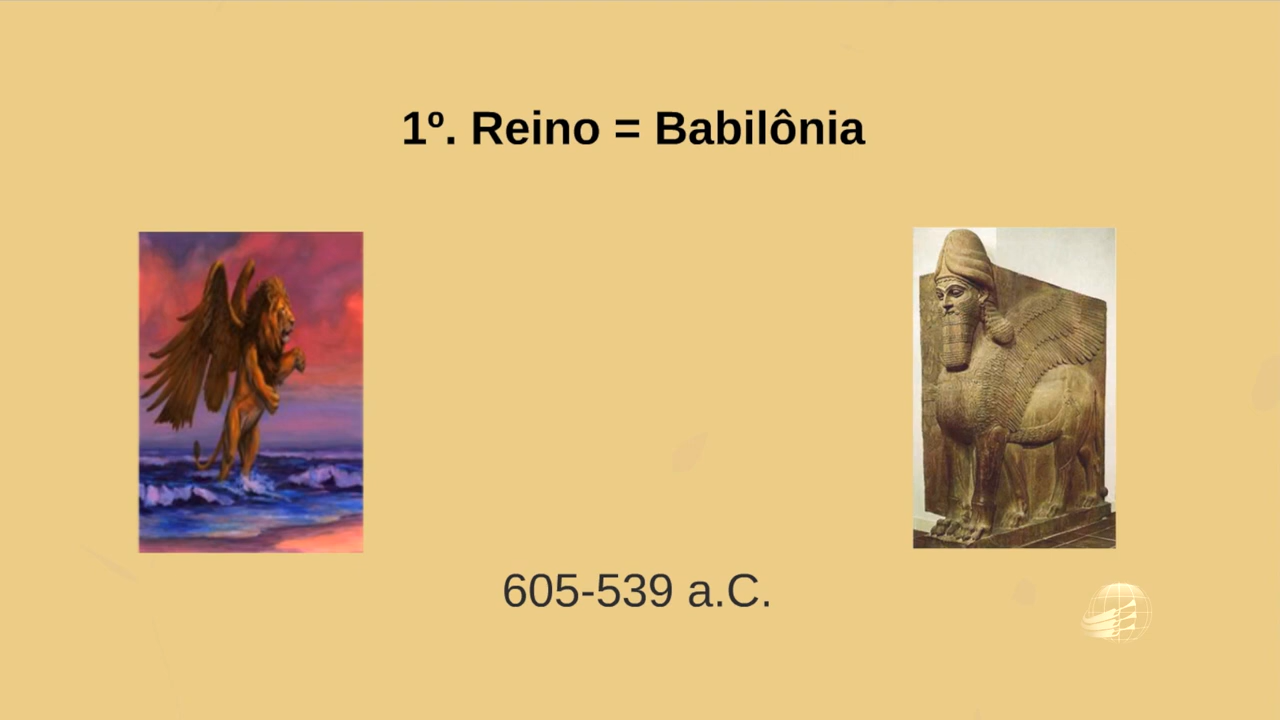 1º. Reino = Babilônia
605-539 a.C.